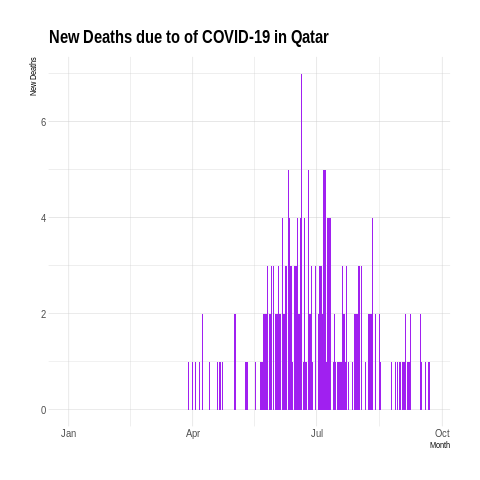 New Deaths due to of COVID-19 in Qatar
New Deaths
6
4
2
0
Jan Apr Jul Oct
Month